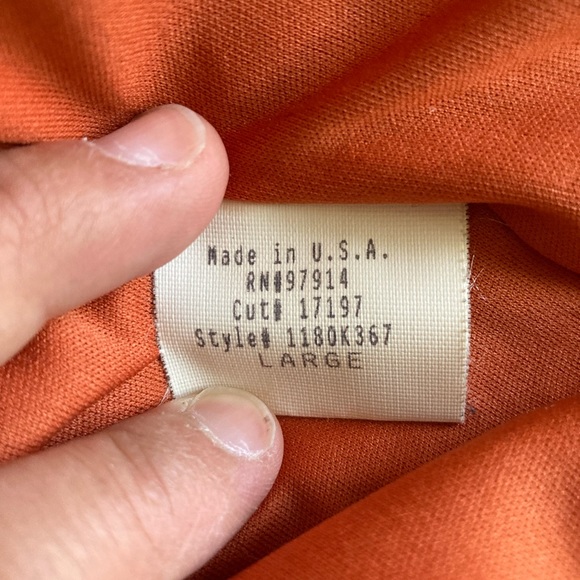 Made in U.S.A.
RN#97914
Cut# 17197
Style# 1180K367
LARGE